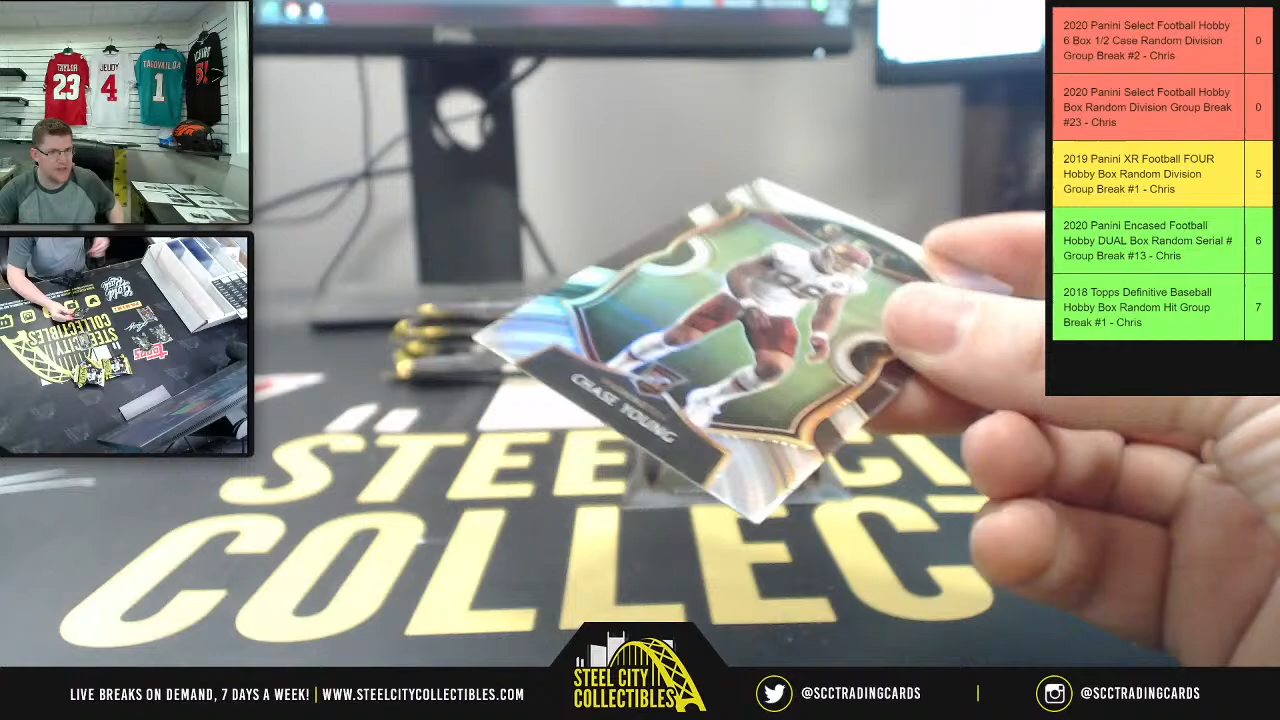 TAYLOR
23
JEUDY
4
TAGOVAILOA
1
2020 Panini Select Football Hobby
6 Box 1/2 Case Random Division
Group Break #2 - Chris
0
2020 Panini Select Football Hobby
Box Random Division Group Break
#23 - Chris
0
2019 Panini XR Football FOUR
Hobby Box Random Division
Group Break #1 - Chris
5
2020 Panini Encased Football
Hobby DUAL Box Random Serial #
Group Break #13 - Chris
6
2018 Topps Definitive Baseball
Hobby Box Random Hit Group
Break #1 - Chris
7
CHASE YOUNG
STEEL CI
COLLEC
STEEL CITY
COLLECTIBLES
Topps
LIVE BREAKS ON DEMAND, 7 DAYS A WEEK! | WWW.STEELCITYCOLLECTIBLES.COM
STEEL CITY
COLLECTIBLES
@SCCTRADINGCARDS
@SCCTRADINGCARDS